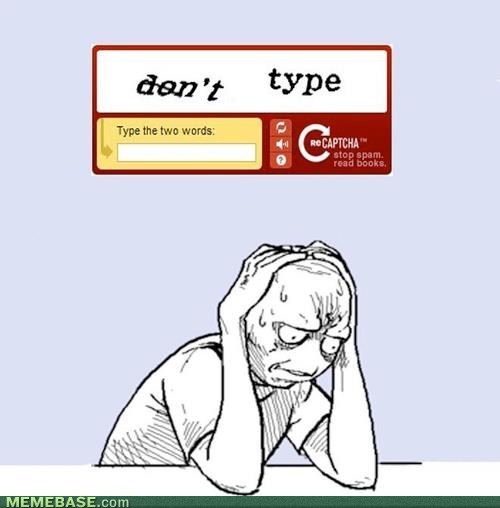 don't type
Type the two words:
?
reCAPTCHA™
stop spam.
read books.
MEMEBASE.com